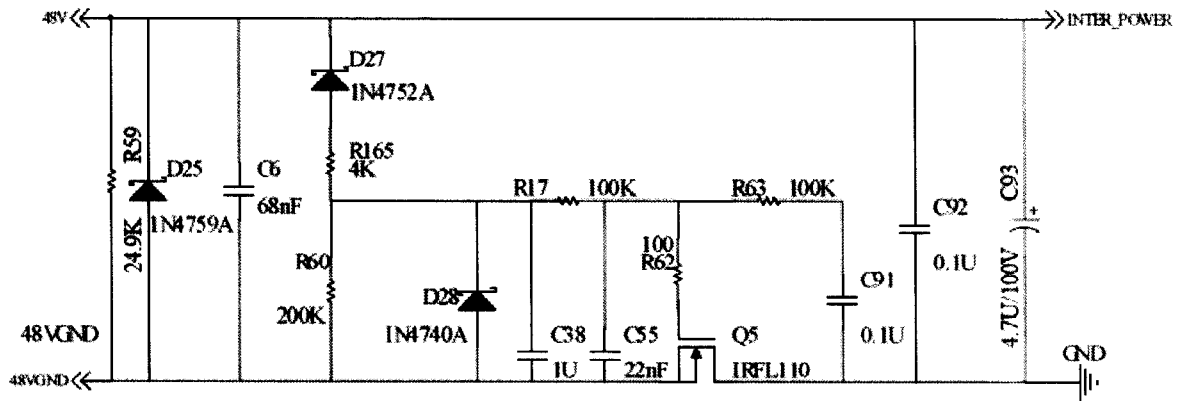 48V
INTER_POWER
D27
1N4752A
R59
24.9K
D25
1N4759A
C6
68nF
R165
4K
R17
100K
R63
100K
C92
0.1U
C93
4.7U/100V
+
R60
200K
100
R62
D28
1N4740A
C91
0.1U
48VGND
C38
1U
C55
22nF
Q5
IRFL110
GND
48VGND